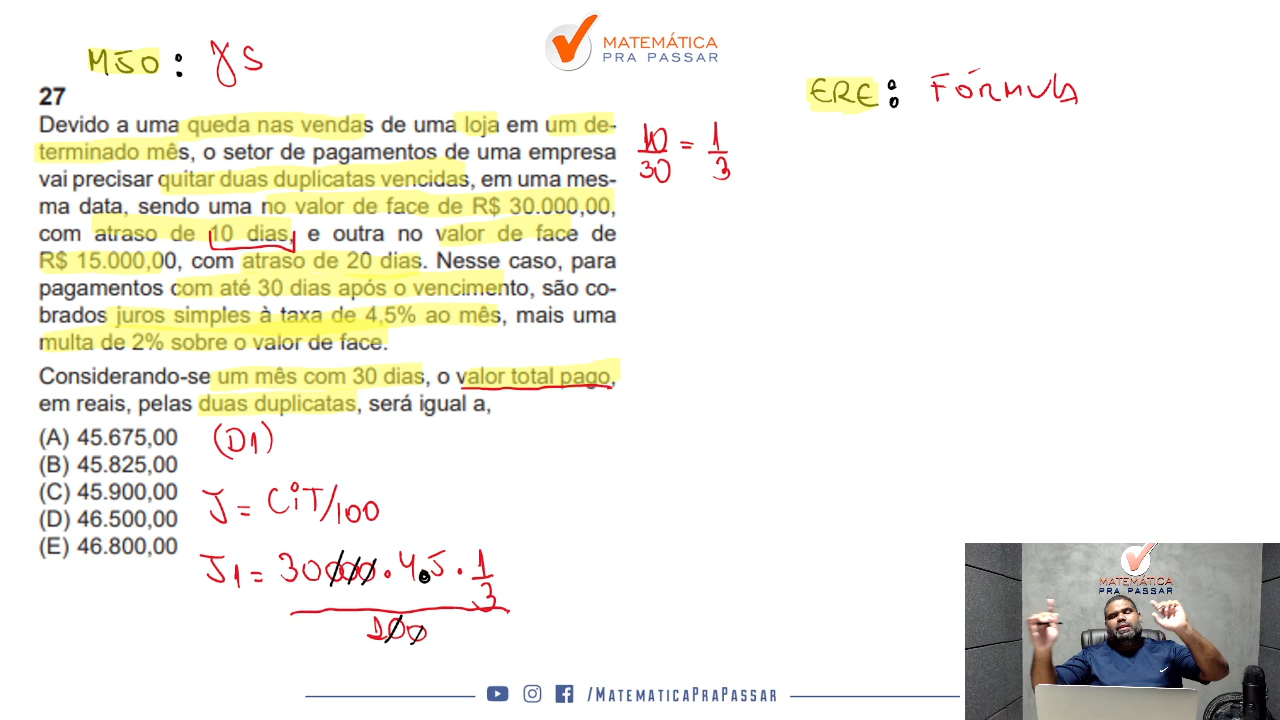 MJO : JS
MATEMÁTICA
PRA PASSAR
ERE : FÓRMULA
27
Devido a uma queda nas vendas de uma loja em um de-
terminado mês, o setor de pagamentos de uma empresa
vai precisar quitar duas duplicatas vencidas, em uma mes-
ma data, sendo uma no valor de face de R$ 30.000,00,
com atraso de 10 dias, e outra no valor de face de
R$ 15.000,00, com atraso de 20 dias. Nesse caso, para
pagamentos com até 30 dias após o vencimento, são co-
brados juros simples à taxa de 4,5% ao mês, mais uma
multa de 2% sobre o valor de face.
Considerando-se um mês com 30 dias, o valor total pago,
em reais, pelas duas duplicatas, será igual a,
(A) 45.675,00
(B) 45.825,00
(C) 45.900,00
(D) 46.500,00
(E) 46.800,00
10/30 = 1/3
(D1)
J = CiT/100
J1 = 30000 . 4.5 . 1/3
100
MATEMÁTICA
PRA PASSAR
/MATEMATICAPRAPASSAR